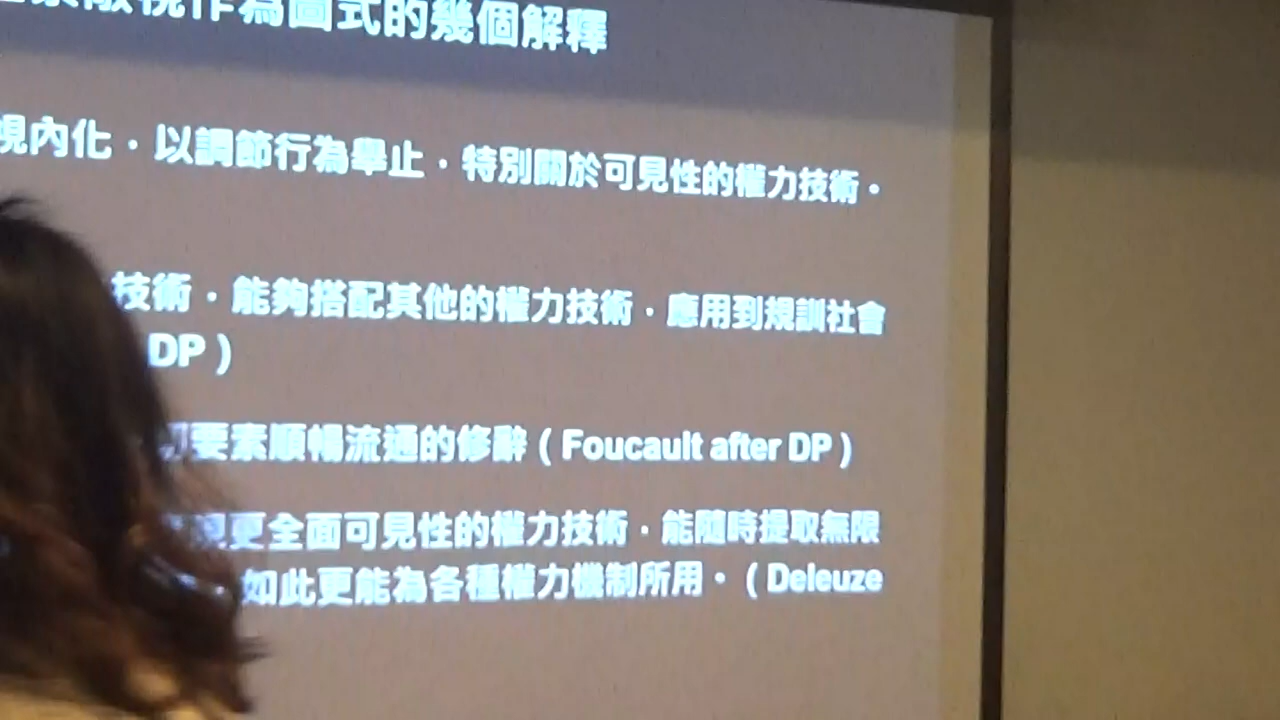 視作為圖式的幾個解釋
視內化，以調節行為舉止，特別關於可見性的權力技術。
技術，能夠搭配其他的權力技術，應用到規訓社會
DP）
要素順暢流通的修辭（Foucault after DP）
更全面可見性的權力技術，能隨時提取無限
如此更能為各種權力機制所用。（Deleuze